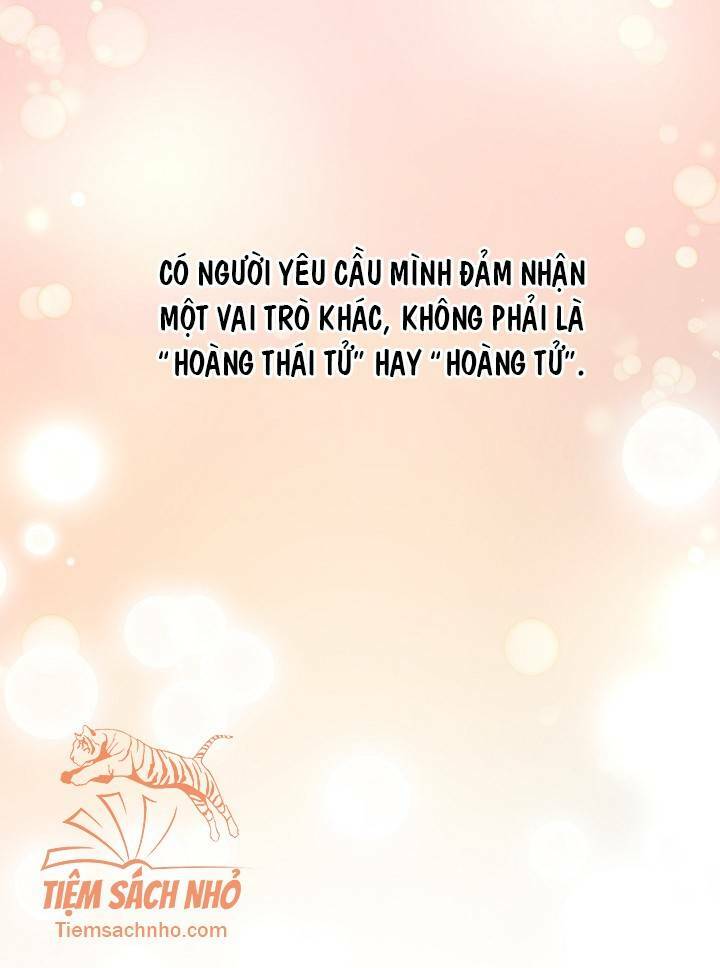 CÓ NGƯỜI YÊU CẦU MÌNH ĐẢM NHẬN
MỘT VAI TRÒ KHÁC, KHÔNG PHẢI LÀ
“HOÀNG THÁI TỬ” HAY “HOÀNG TỬ”.
TIỆM SÁCH NHỎ
Tiemsachnho.com